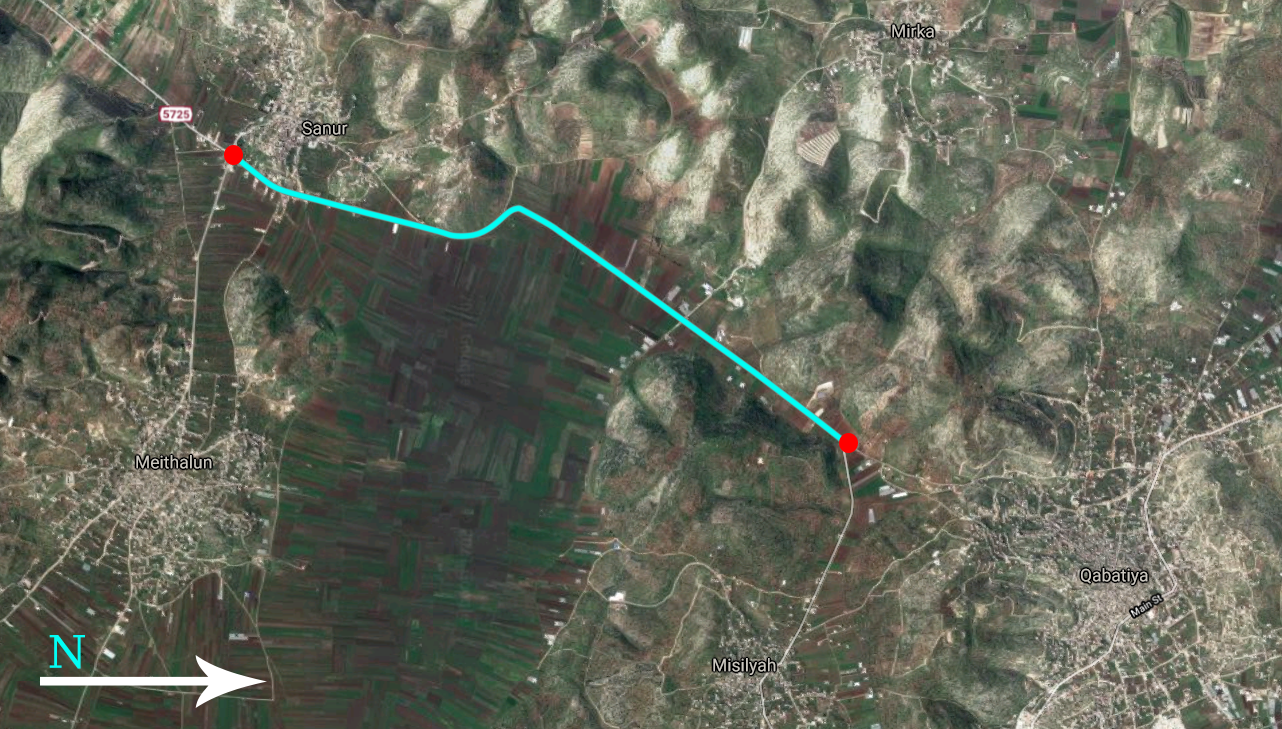 Mirka
5725
Sanur
Meithalun
Qabatiya
Main St
N
Misilyah